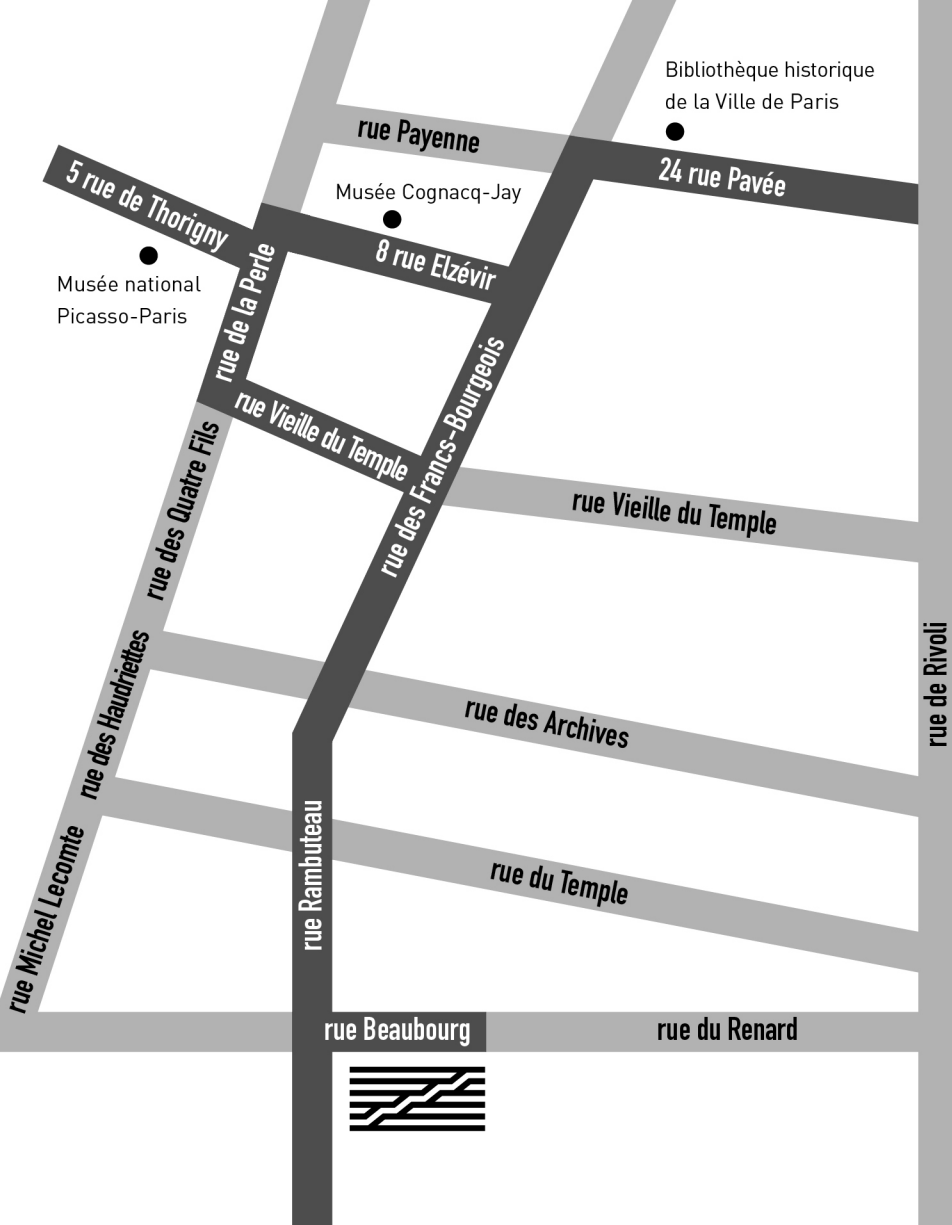 Bibliothèque historique
de la Ville de Paris
rue Payenne
24 rue Pavée
5 rue de Thorigny
Musée Cognacq-Jay
8 rue Elzévir
Musée national
Picasso-Paris
rue de la Perle
rue des Francs-Bourgeois
rue Vieille du Temple
rue Vieille du Temple
rue des Quatre Fils
rue des Haudriettes
rue des Archives
rue de Rivoli
rue Michel Lecomte
rue Rambuteau
rue du Temple
rue Beaubourg
rue du Renard